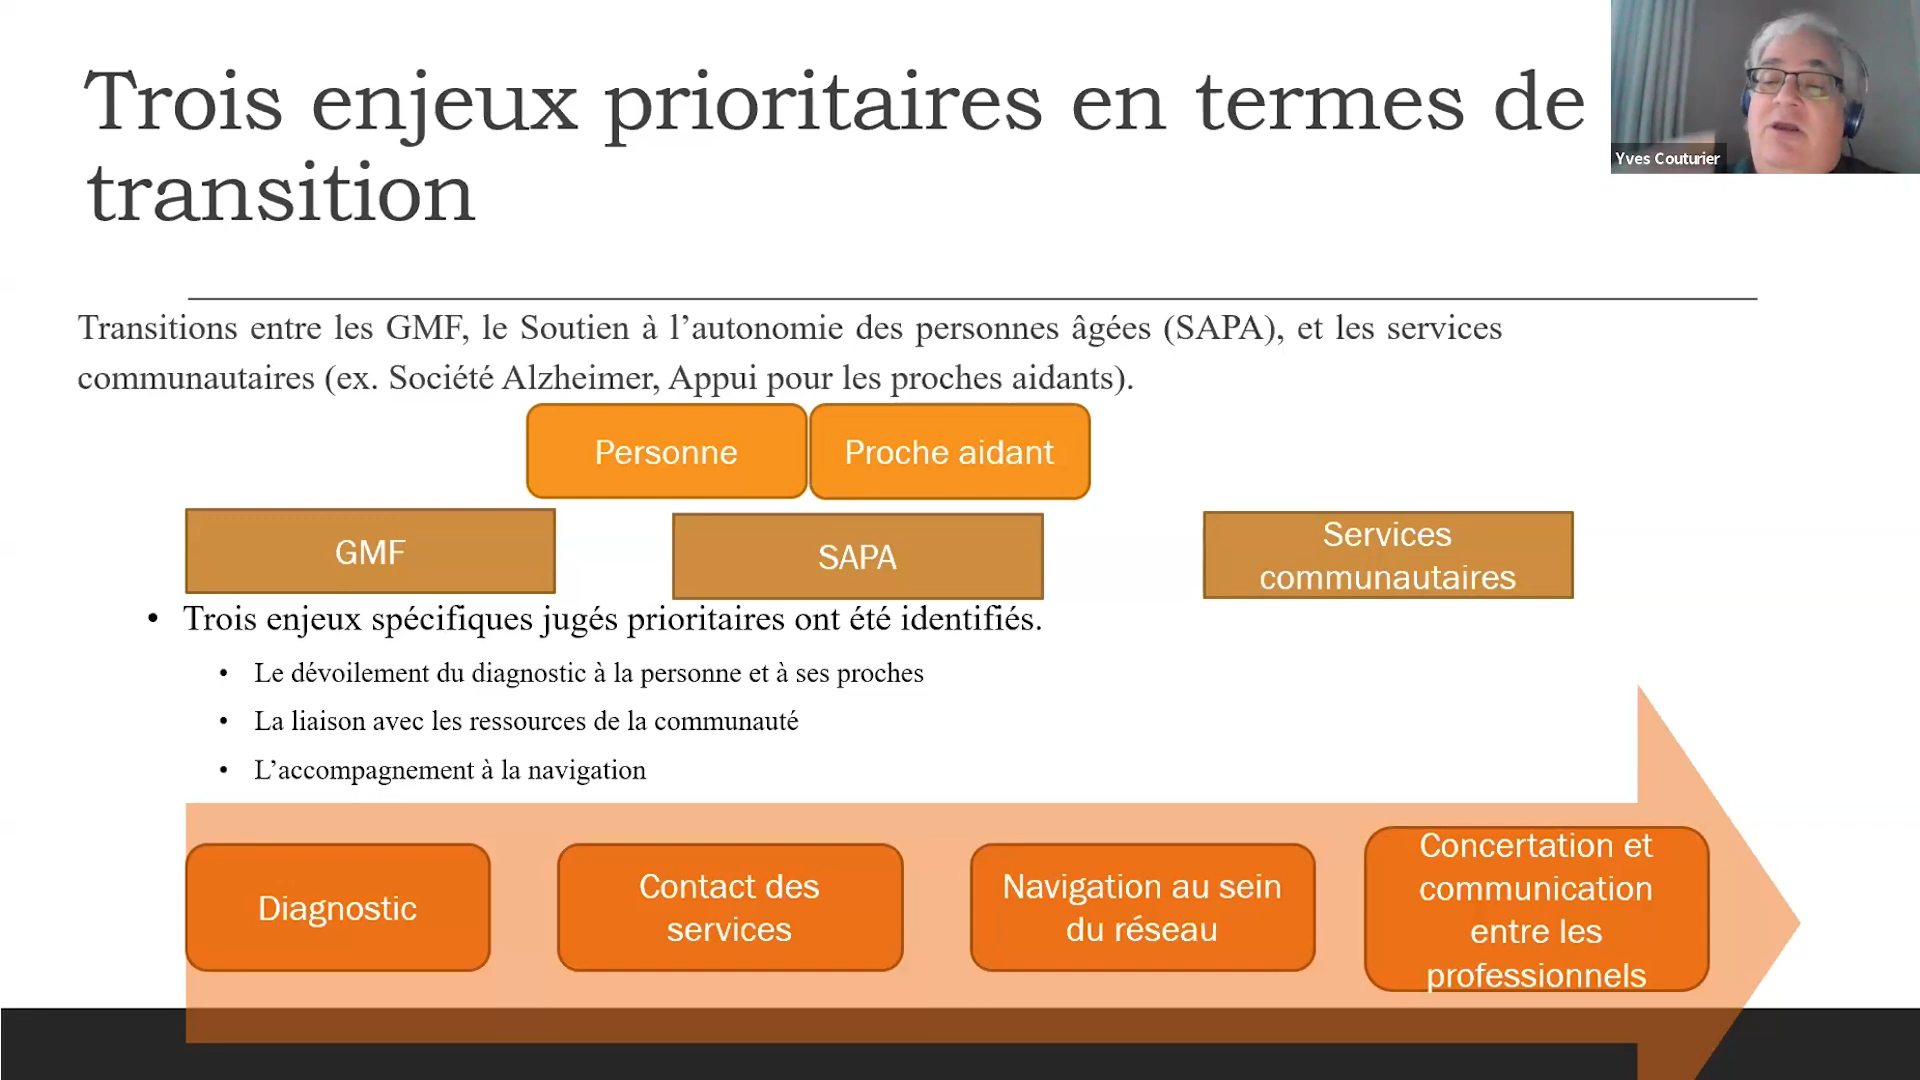 Trois enjeux prioritaires en termes de
transition
Yves Couturier
Transitions entre les GMF, le Soutien à l’autonomie des personnes âgées (SAPA), et les services
communautaires (ex. Société Alzheimer, Appui pour les proches aidants).
Personne
Proche aidant
GMF
SAPA
Services
communautaires
• Trois enjeux spécifiques jugés prioritaires ont été identifiés.
• Le dévoilement du diagnostic à la personne et à ses proches
• La liaison avec les ressources de la communauté
• L’accompagnement à la navigation
Diagnostic
Contact des
services
Navigation au sein
du réseau
Concertation et
communication
entre les
professionnels